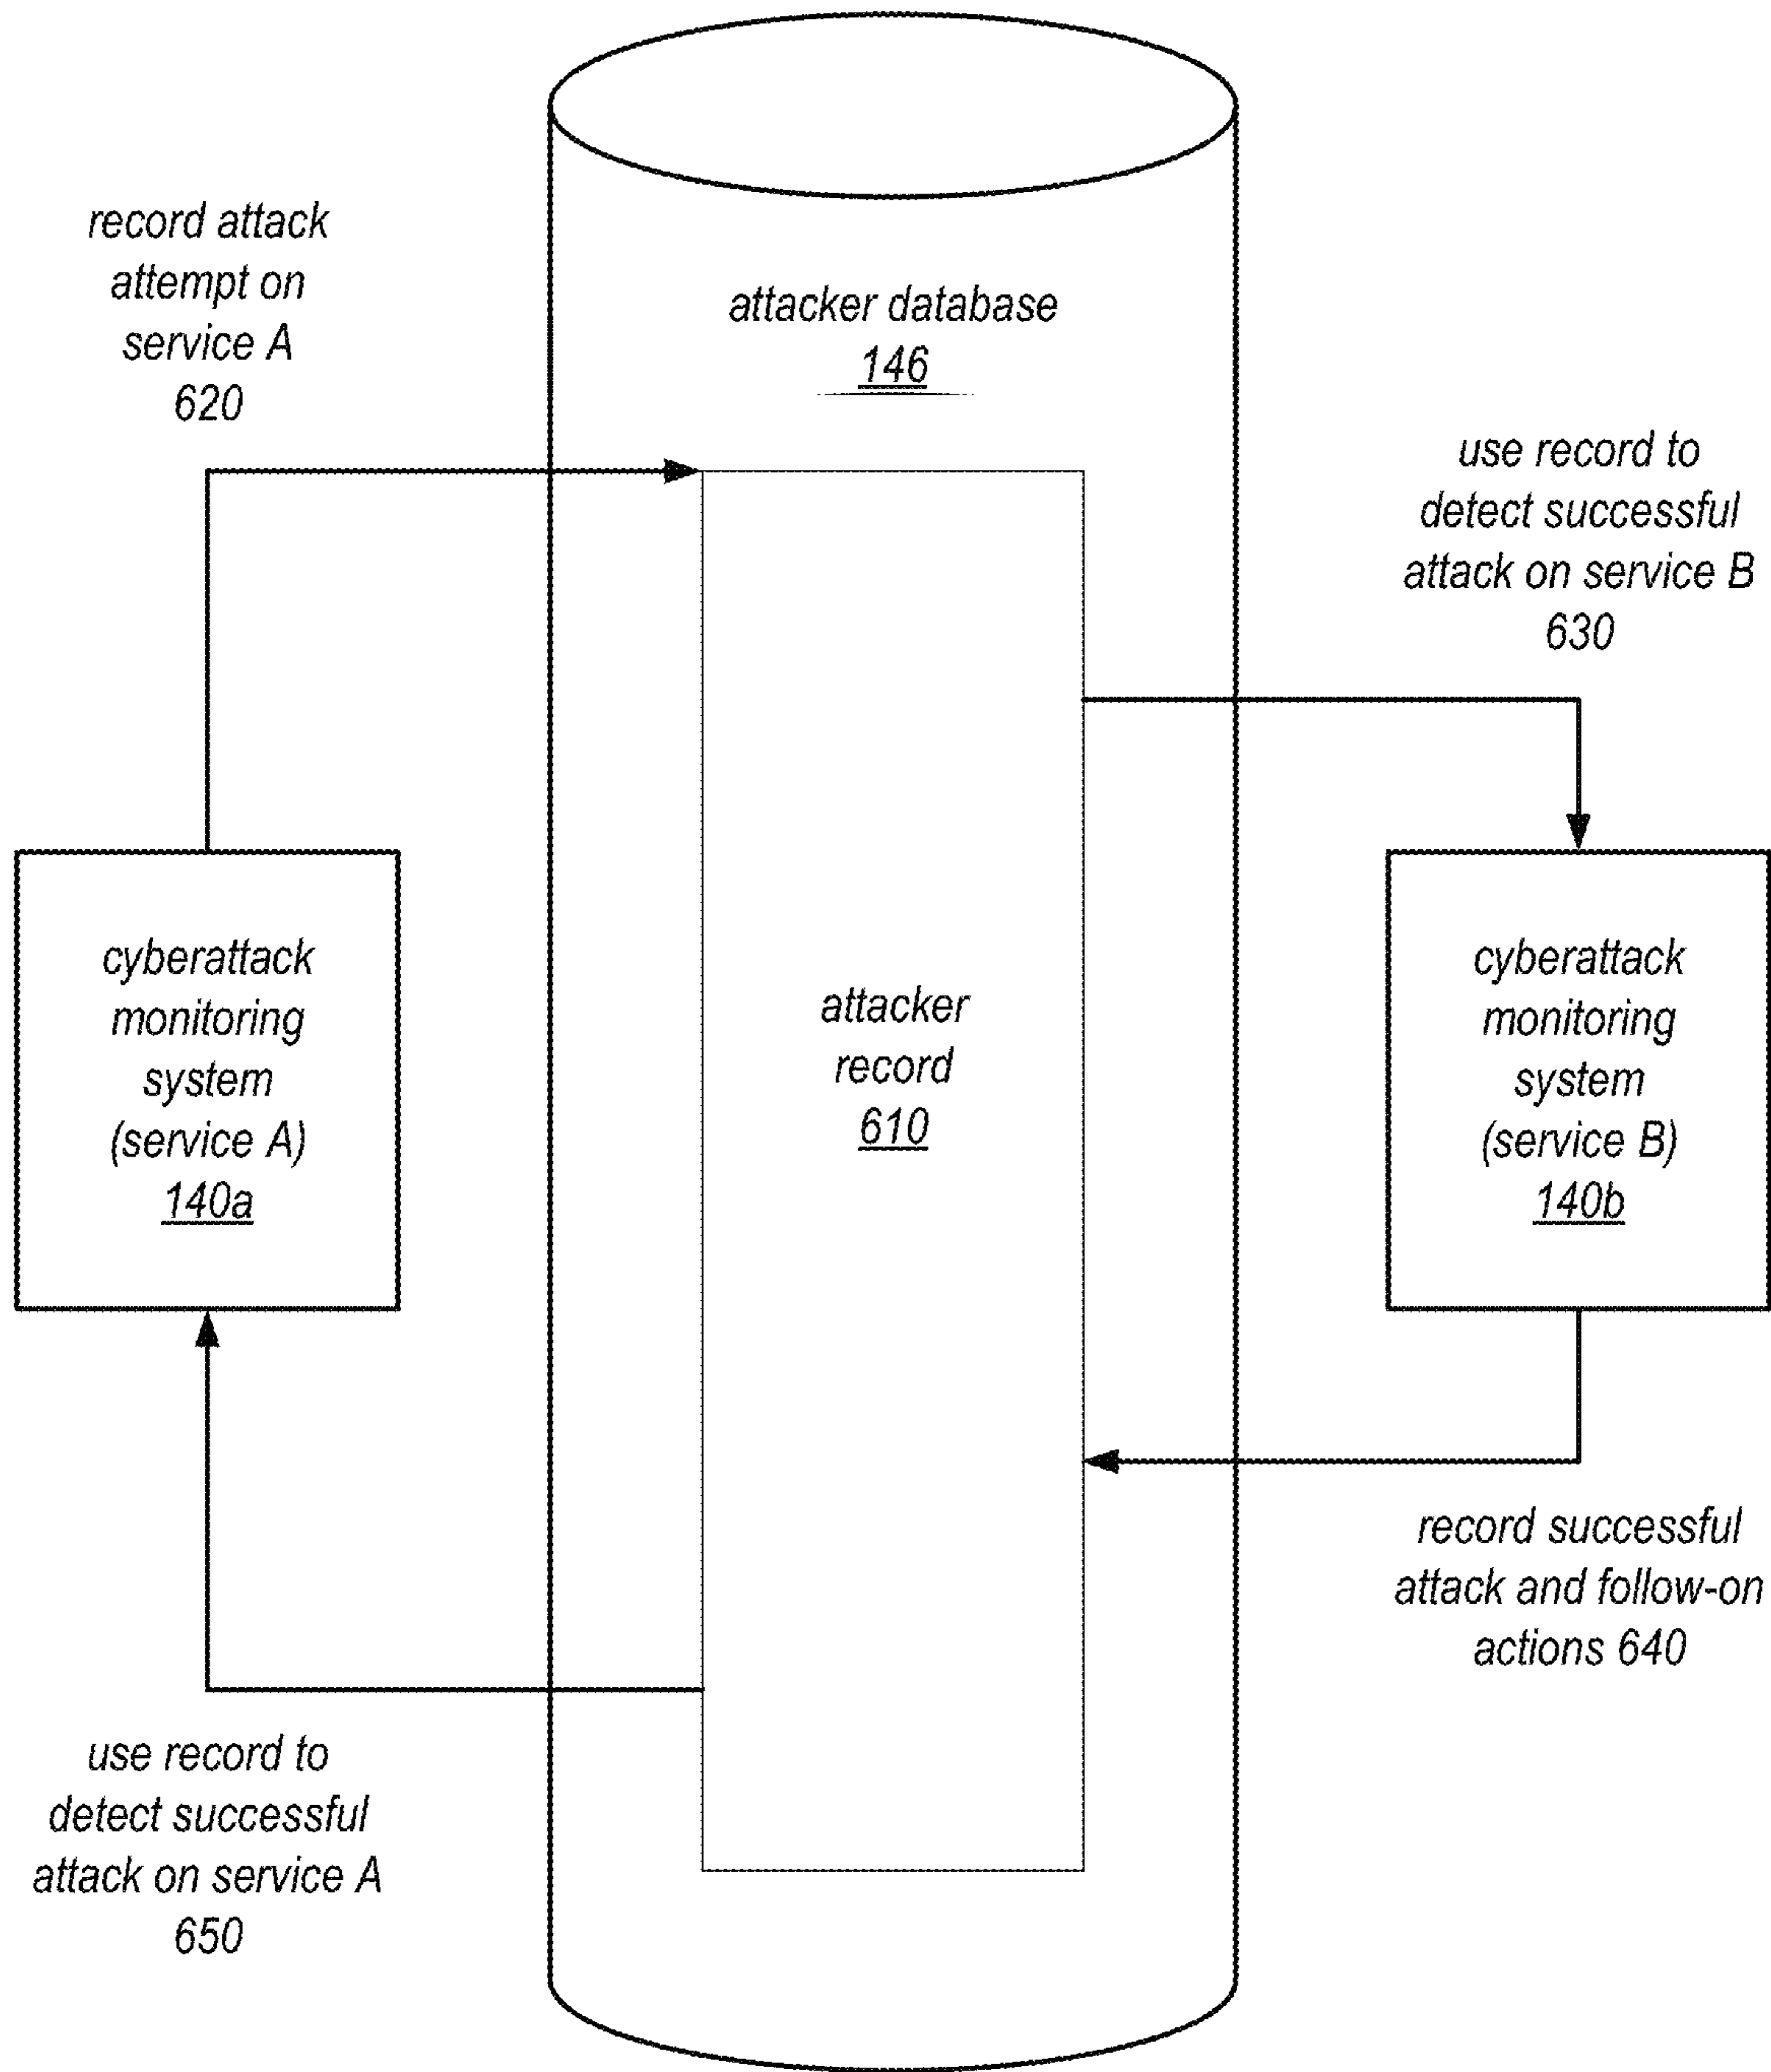 record attack
attempt on
service A
620
attacker database
146
use record to
detect successful
attack on service B
630
cyberattack
monitoring
system
(service A)
140a
attacker
record
610
cyberattack
monitoring
system
(service B)
140b
record successful
attack and follow-on
actions 640
use record to
detect successful
attack on service A
650